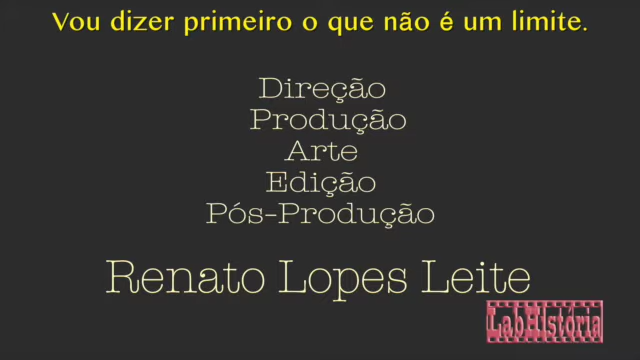 Vou dizer primeiro o que não é um limite.
Direção
Produção
Arte
Edição
Pós-Produção
Renato Lopes Leite
LabHistória